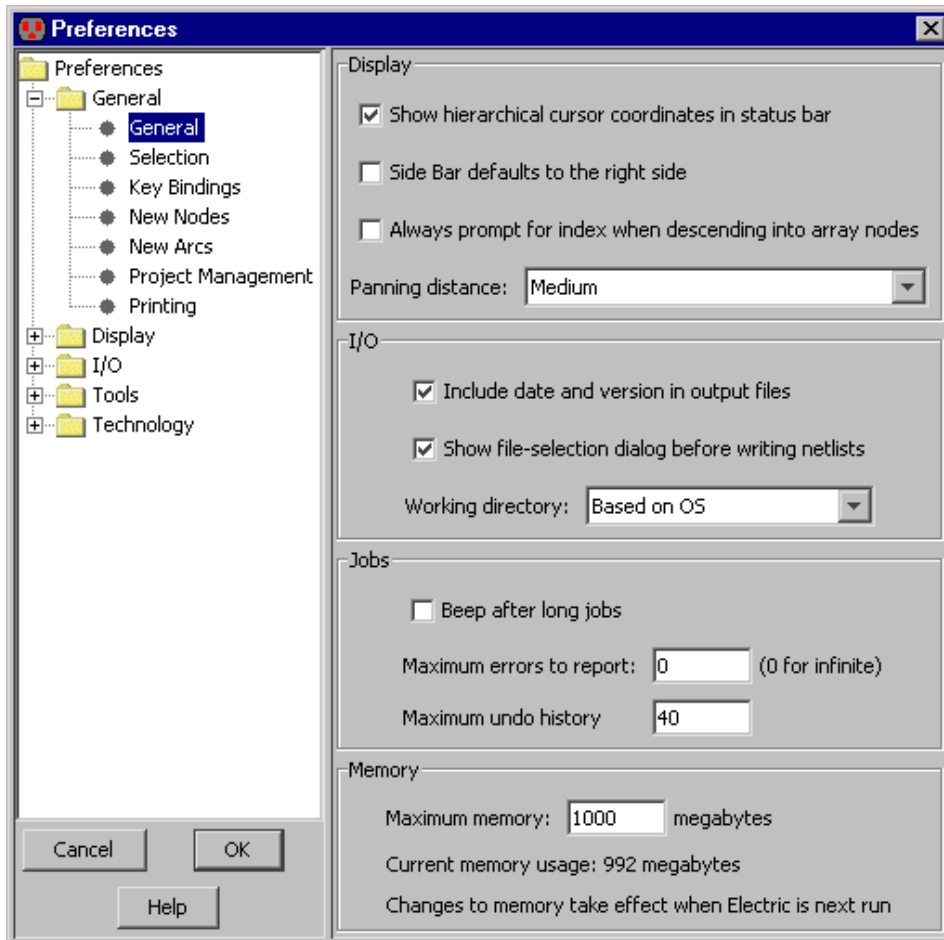 Preferences
Preferences
General
General
Selection
Key Bindings
New Nodes
New Arcs
Project Management
Printing
Display
I/O
Tools
Technology
Cancel
OK
Help
Display
Show hierarchical cursor coordinates in status bar
Side Bar defaults to the right side
Always prompt for index when descending into array nodes
Panning distance: Medium
I/O
Include date and version in output files
Show file-selection dialog before writing netlists
Working directory: Based on OS
Jobs
Beep after long jobs
Maximum errors to report: 0 (0 for infinite)
Maximum undo history 40
Memory
Maximum memory: 1000 megabytes
Current memory usage: 992 megabytes
Changes to memory take effect when Electric is next run